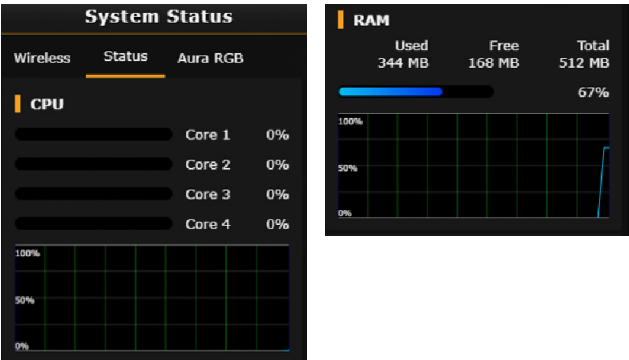 System Status
Wireless Status Aura RGB
CPU
Core 1 0%
Core 2 0%
Core 3 0%
Core 4 0%
100%
50%
0%
RAM
Used Free Total
344 MB 168 MB 512 MB
67%
100%
50%
0%